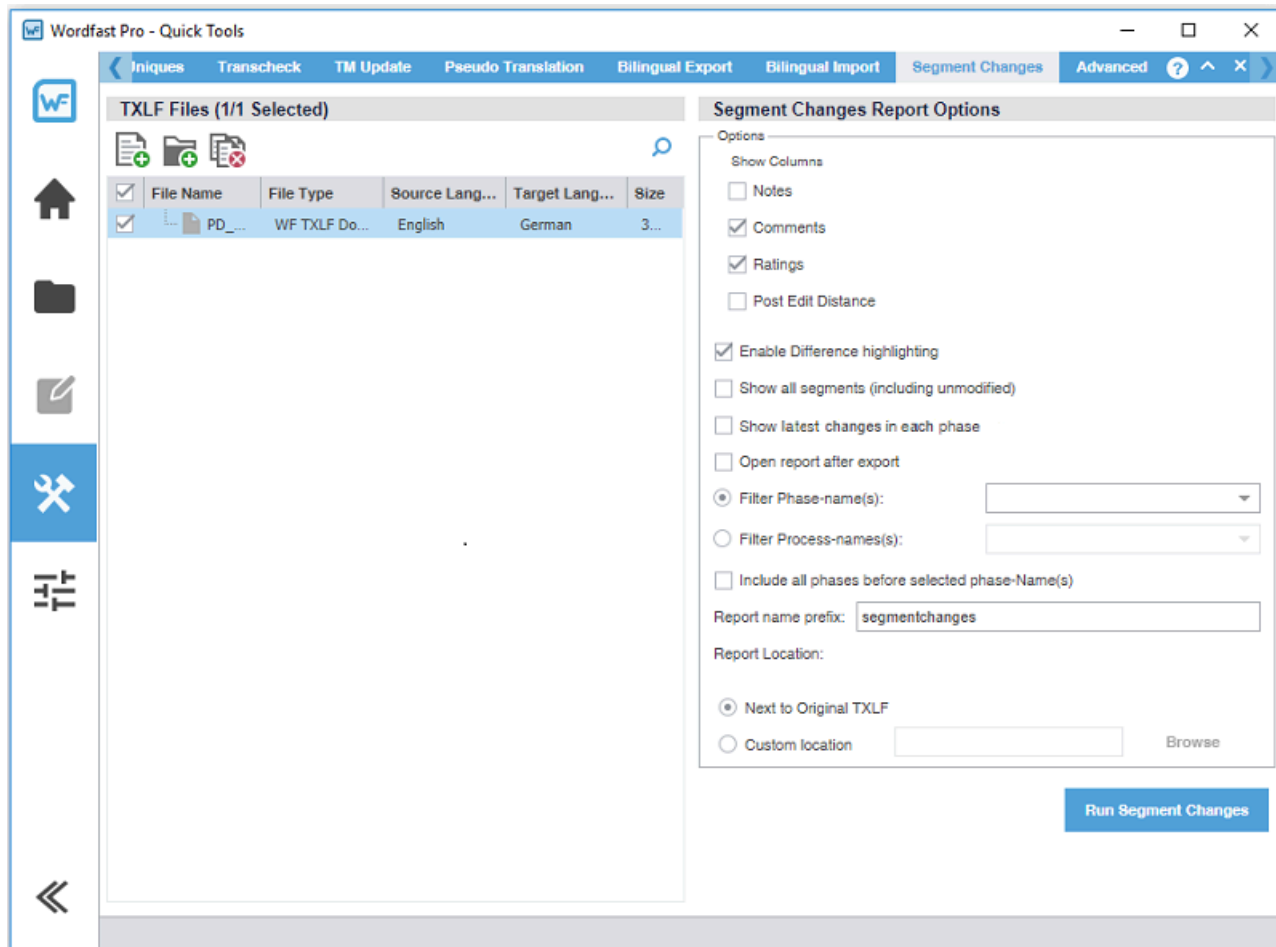 Wordfast Pro - Quick Tools
Uniques Transcheck TM Update Pseudo Translation Bilingual Export Bilingual Import Segment Changes Advanced ?
WF
TXLF Files (1/1 Selected)
File Name File Type Source Lang... Target Lang... Size
PD_... WF TXLF Do... English German 3...
Segment Changes Report Options
Options
Show Columns
Notes
Comments
Ratings
Post Edit Distance
Enable Difference highlighting
Show all segments (including unmodified)
Show latest changes in each phase
Open report after export
Filter Phase-name(s):
Filter Process-names(s):
Include all phases before selected phase-Name(s)
Report name prefix: segmentchanges
Report Location:
Next to Original TXLF
Custom location Browse
Run Segment Changes